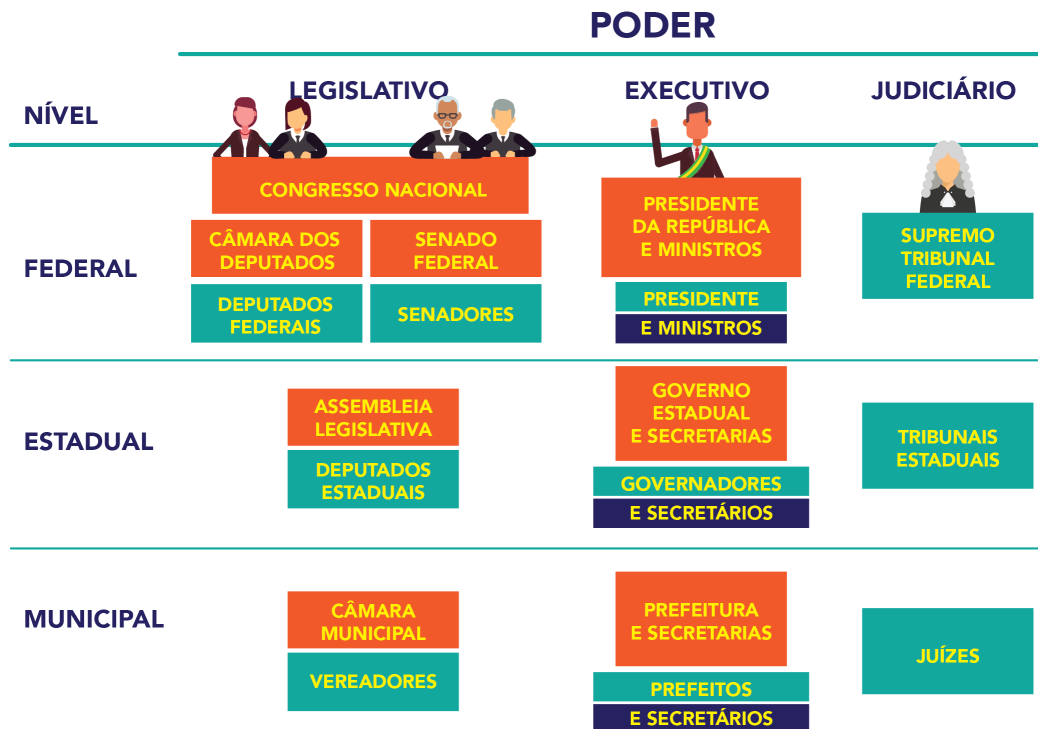 PODER
NÍVEL
LEGISLATIVO
EXECUTIVO
JUDICIÁRIO
FEDERAL
CONGRESSO NACIONAL
CÂMARA DOS
DEPUTADOS
DEPUTADOS
FEDERAIS
SENADO
FEDERAL
SENADORES
PRESIDENTE
DA REPÚBLICA
E MINISTROS
PRESIDENTE
E MINISTROS
SUPREMO
TRIBUNAL
FEDERAL
ESTADUAL
ASSEMBLEIA
LEGISLATIVA
DEPUTADOS
ESTADUAIS
GOVERNO
ESTADUAL
E SECRETARIAS
GOVERNADORES
E SECRETÁRIOS
TRIBUNAIS
ESTADUAIS
MUNICIPAL
CÂMARA
MUNICIPAL
VEREADORES
PREFEITURA
E SECRETARIAS
PREFEITOS
E SECRETÁRIOS
JUÍZES